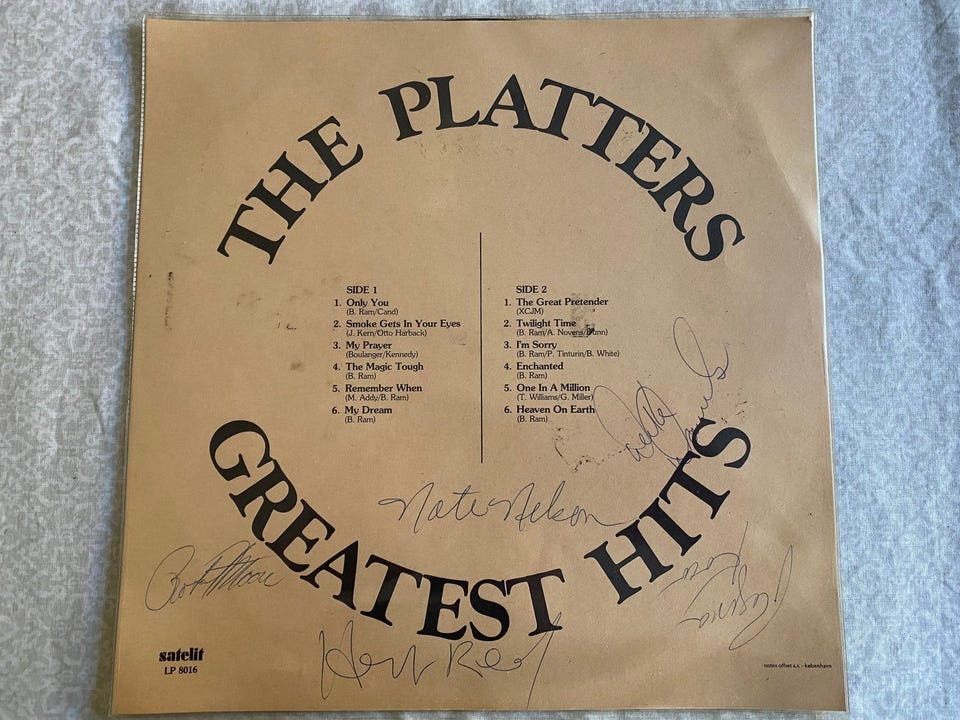 THE PLATTERS
SIDE 1
1. Only You
(B. Ram/Cand)
2. Smoke Gets In Your Eyes
(J. Kern/Otto Harback)
3. My Prayer
(Boulanger/Kennedy)
4. The Magic Tough
(B. Ram)
5. Remember When
(M. Addy/B. Ram)
6. My Dream
(B. Ram)
SIDE 2
1. The Great Pretender
(XCJM)
2. Twilight Time
(B. Ram/A. Novens/Dunn)
3. I'm Sorry
(B. Ram/P. Tinturin/B. White)
4. Enchanted
(B. Ram)
5. One In A Million
(T. Williams/G. Miller)
6. Heaven On Earth
(B. Ram)
Nate Nelson
GREATEST HITS
Herb Reed
satelit
LP 8016
notex offset a.s. - københavn